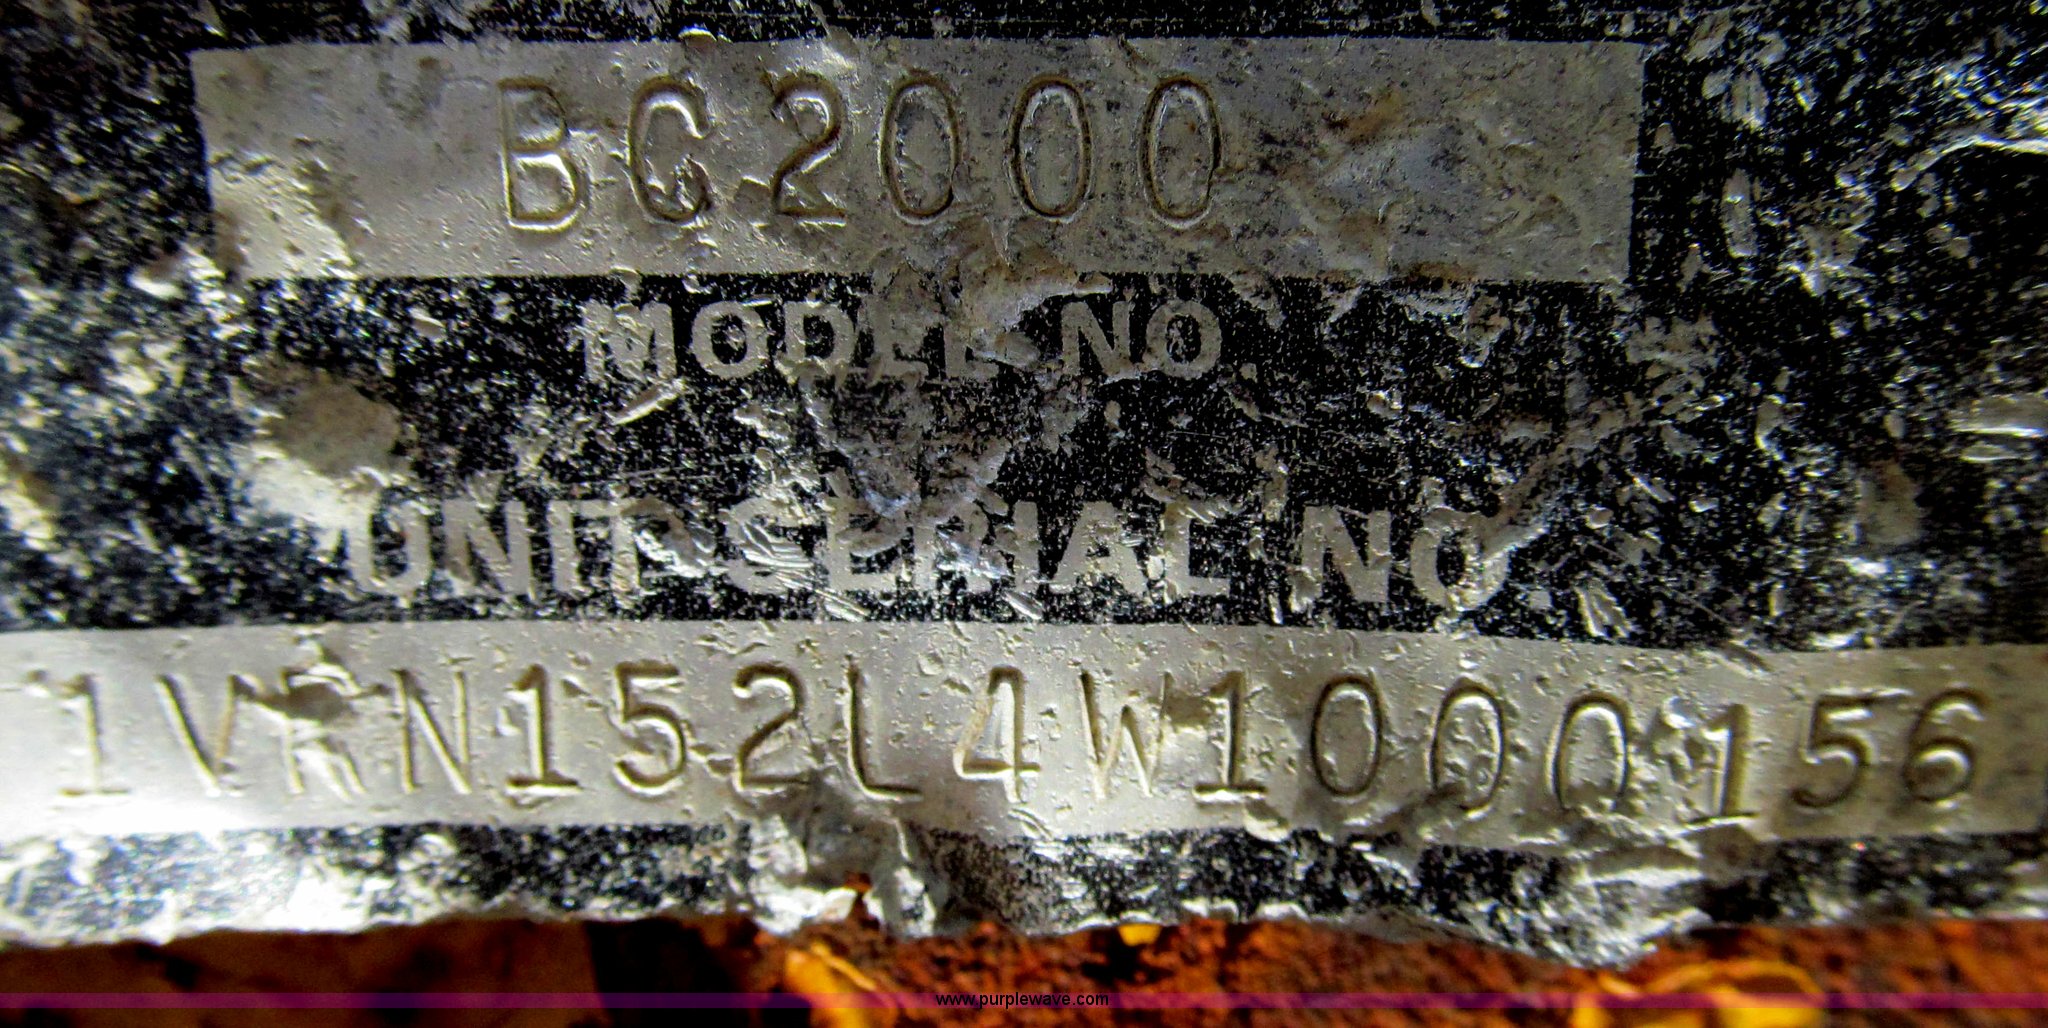 BC2000
MODEL NO.
UNIT SERIAL NO.
1VRN152L4W1000156
www.purplewave.com